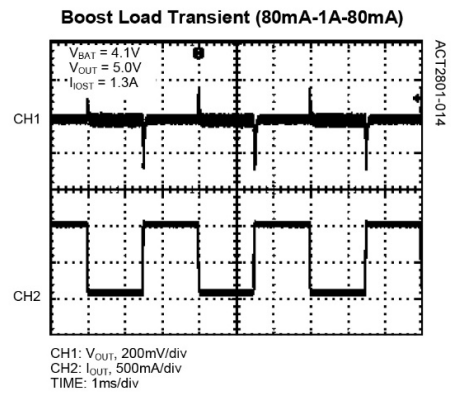 Boost Load Transient (80mA-1A-80mA)
VBAT = 4.1V
VOUT = 5.0V
IIOST = 1.3A
ACT2801-014
CH1
CH2
CH1: VOUT, 200mV/div
CH2: IOUT, 500mA/div
TIME: 1ms/div